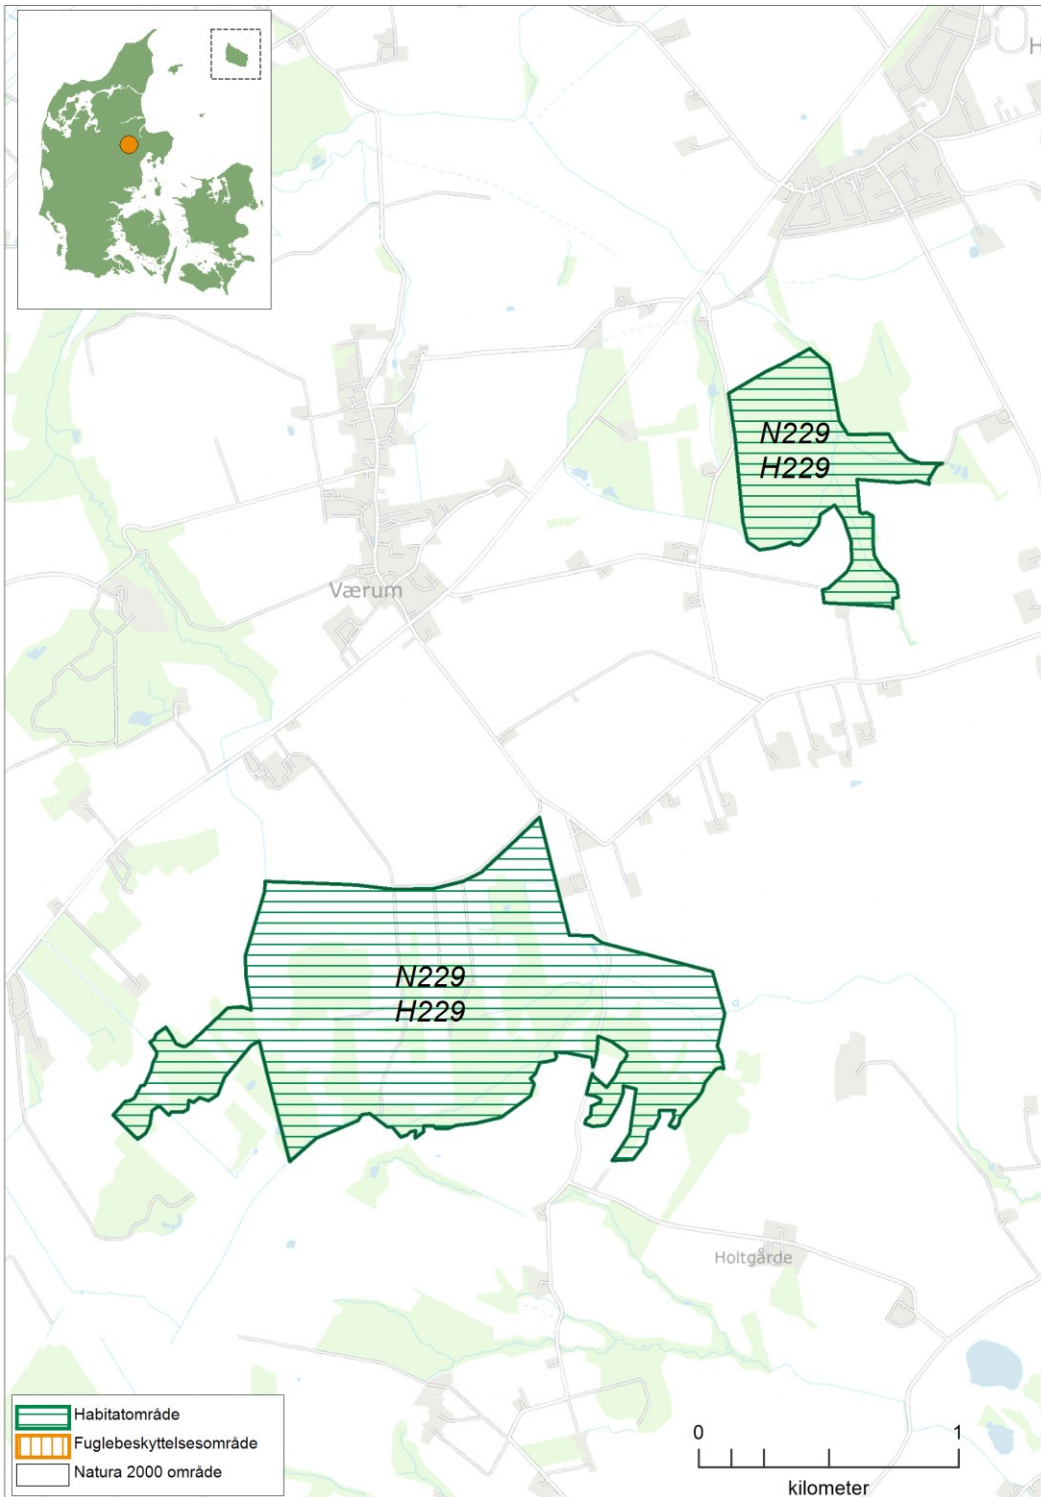 H
N229
H229
Værum
N229
H229
Holtgårde
Habitatområde
Fuglebeskyttelsesområde
Natura 2000 område
0 1
kilometer